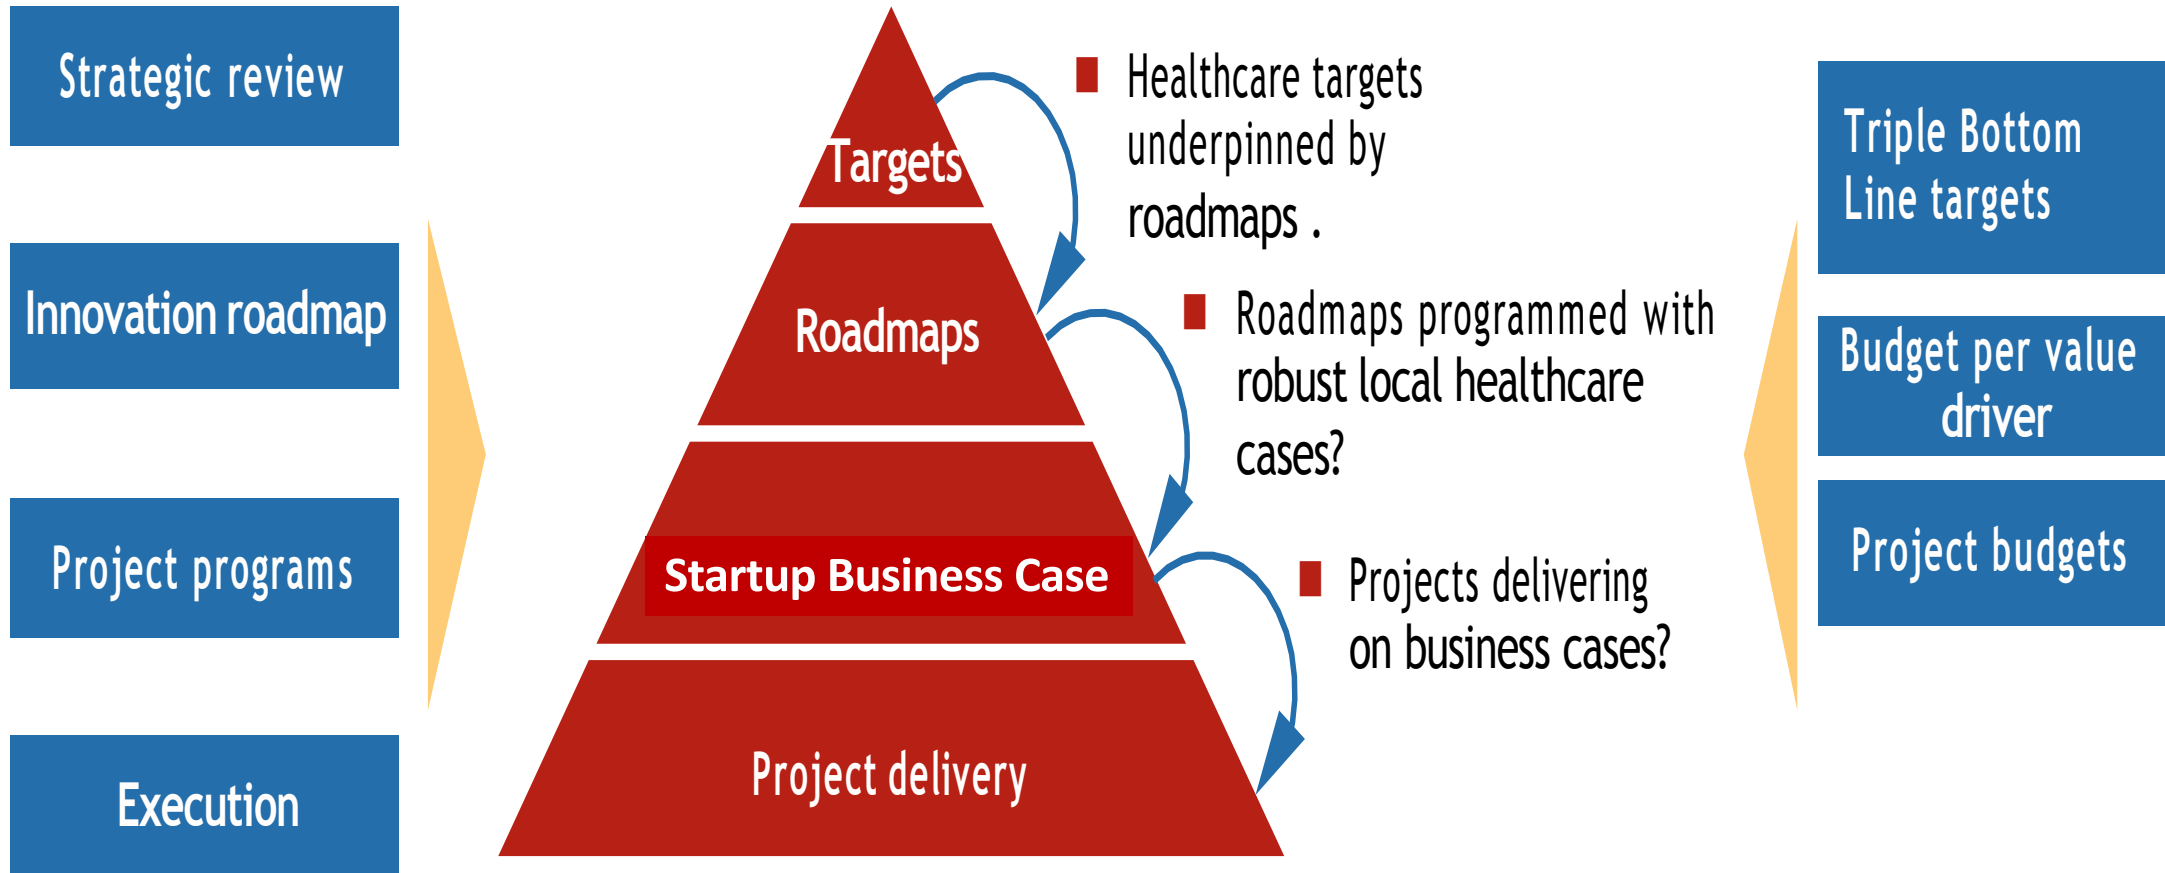 Strategic review
Innovation roadmap
Project programs
Execution
Targets
Roadmaps
Startup Business Case
Project delivery
Healthcare targets
underpinned by
roadmaps .
Roadmaps programmed with
robust local healthcare
cases?
Projects delivering
on business cases?
Triple Bottom
Line targets
Budget per value
driver
Project budgets